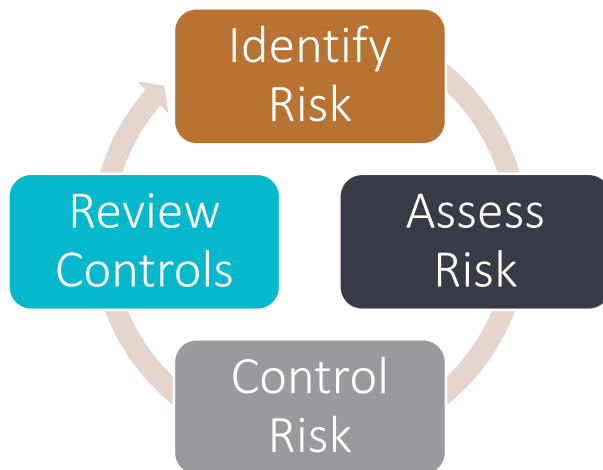 Identify
Risk
Assess
Risk
Control
Risk
Review
Controls